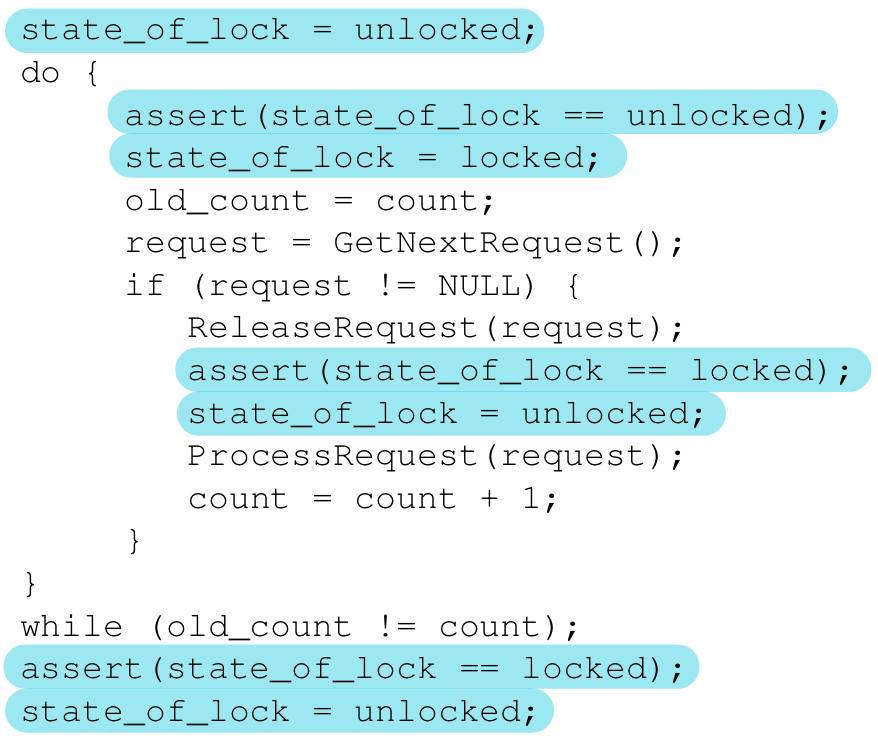 state_of_lock = unlocked;
do {
assert(state_of_lock == unlocked);
state_of_lock = locked;
old_count = count;
request = GetNextRequest();
if (request != NULL) {
ReleaseRequest(request);
assert(state_of_lock == locked);
state_of_lock = unlocked;
ProcessRequest(request);
count = count + 1;
}
}
while (old_count != count);
assert(state_of_lock == locked);
state_of_lock = unlocked;